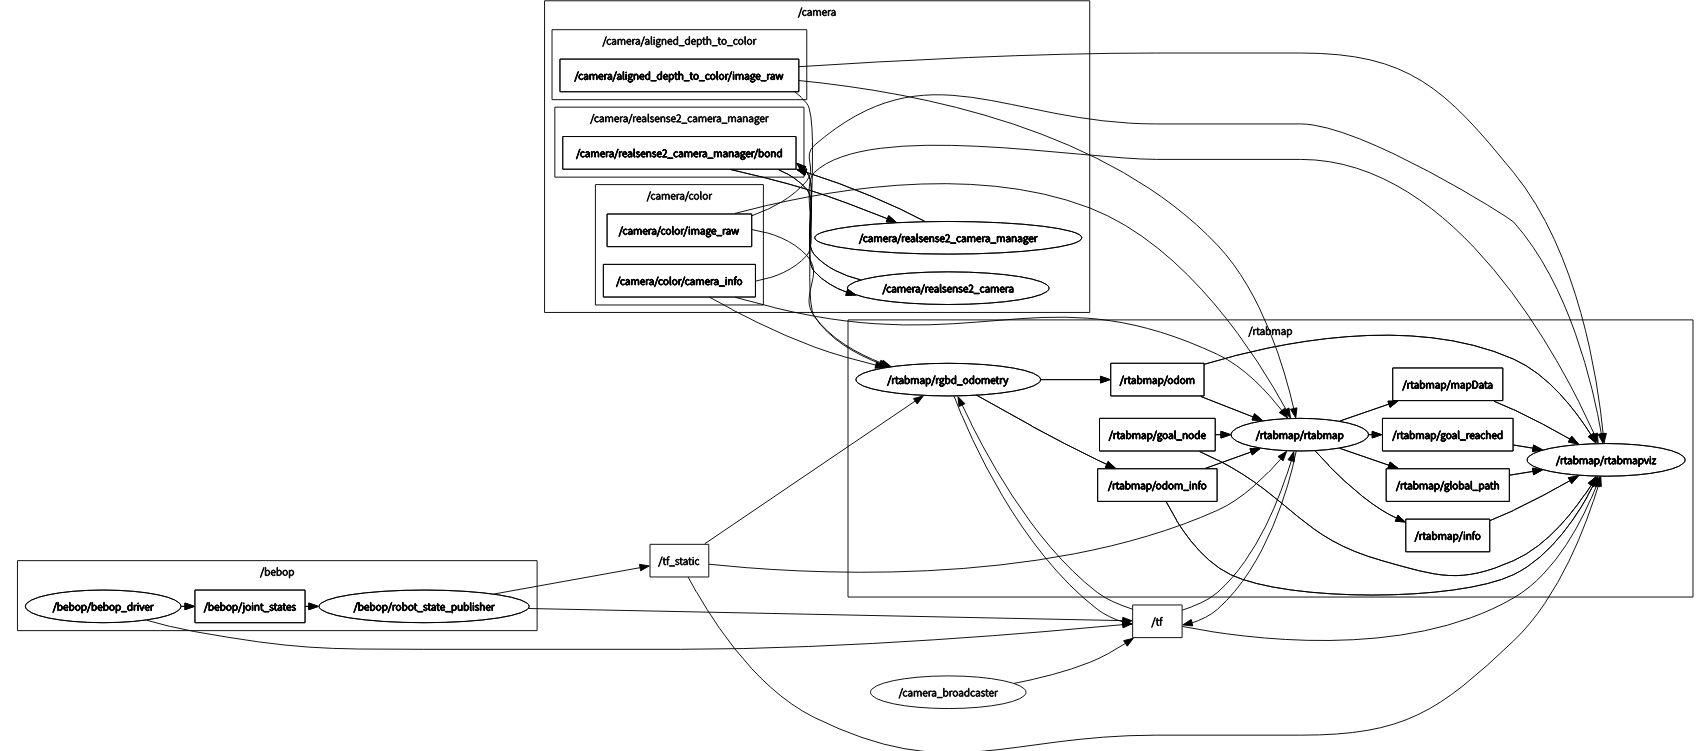 /camera
/camera/aligned_depth_to_color
/camera/aligned_depth_to_color/image_raw
/camera/realsense2_camera_manager
/camera/realsense2_camera_manager/bond
/camera/color
/camera/color/image_raw
/camera/realsense2_camera_manager
/camera/color/camera_info
/camera/realsense2_camera
/rtabmap
/rtabmap/rgbd_odometry
/rtabmap/odom
/rtabmap/mapData
/rtabmap/goal_node
/rtabmap/rtabmap
/rtabmap/goal_reached
/rtabmap/rtabmapviz
/rtabmap/odom_info
/rtabmap/global_path
/rtabmap/info
/tf_static
/bebop
/bebop/bebop_driver
/bebop/joint_states
/bebop/robot_state_publisher
/tf
/camera_broadcaster